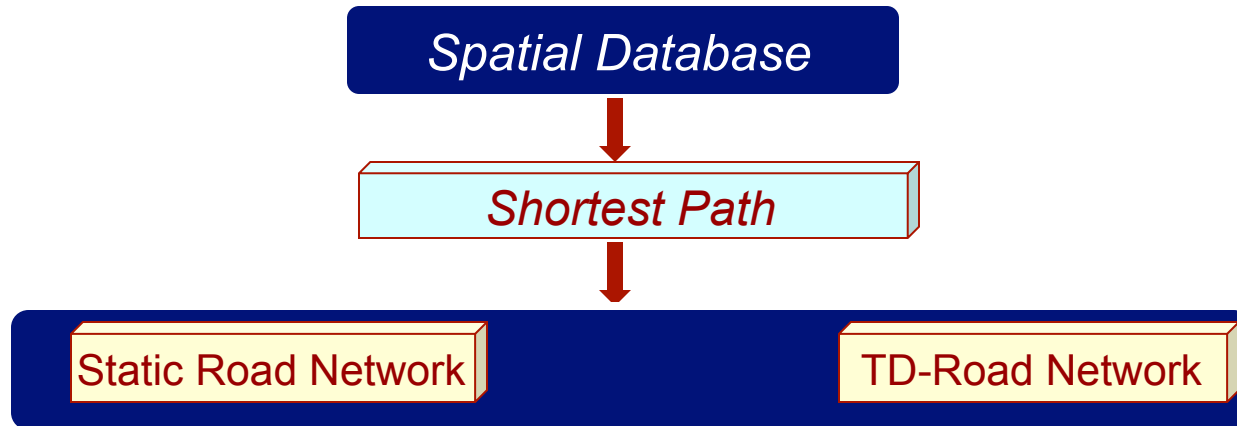 Spatial Database
Shortest Path
Static Road Network
TD-Road Network